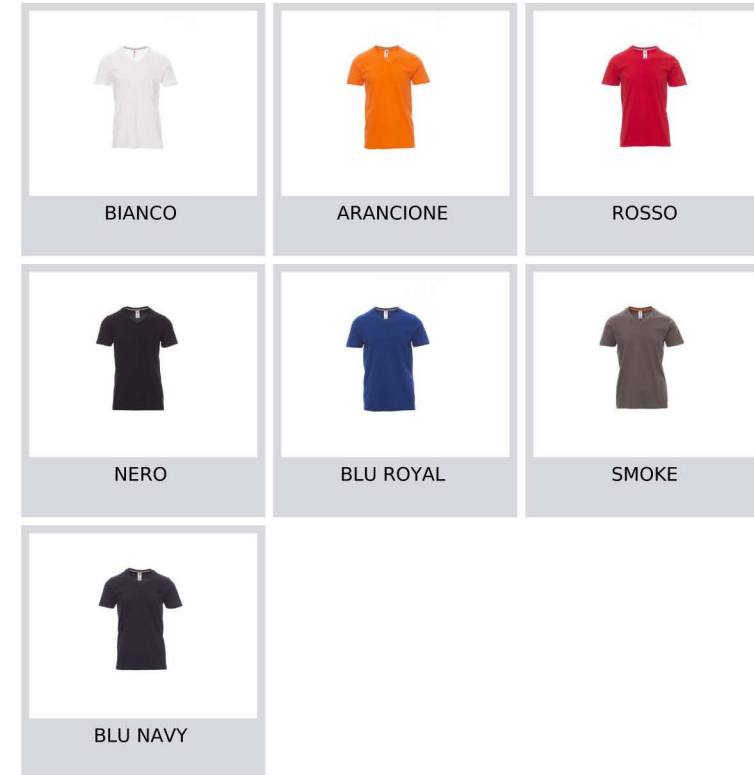 BIANCO
ARANCIONE
ROSSO
NERO
BLU ROYAL
SMOKE
BLU NAVY